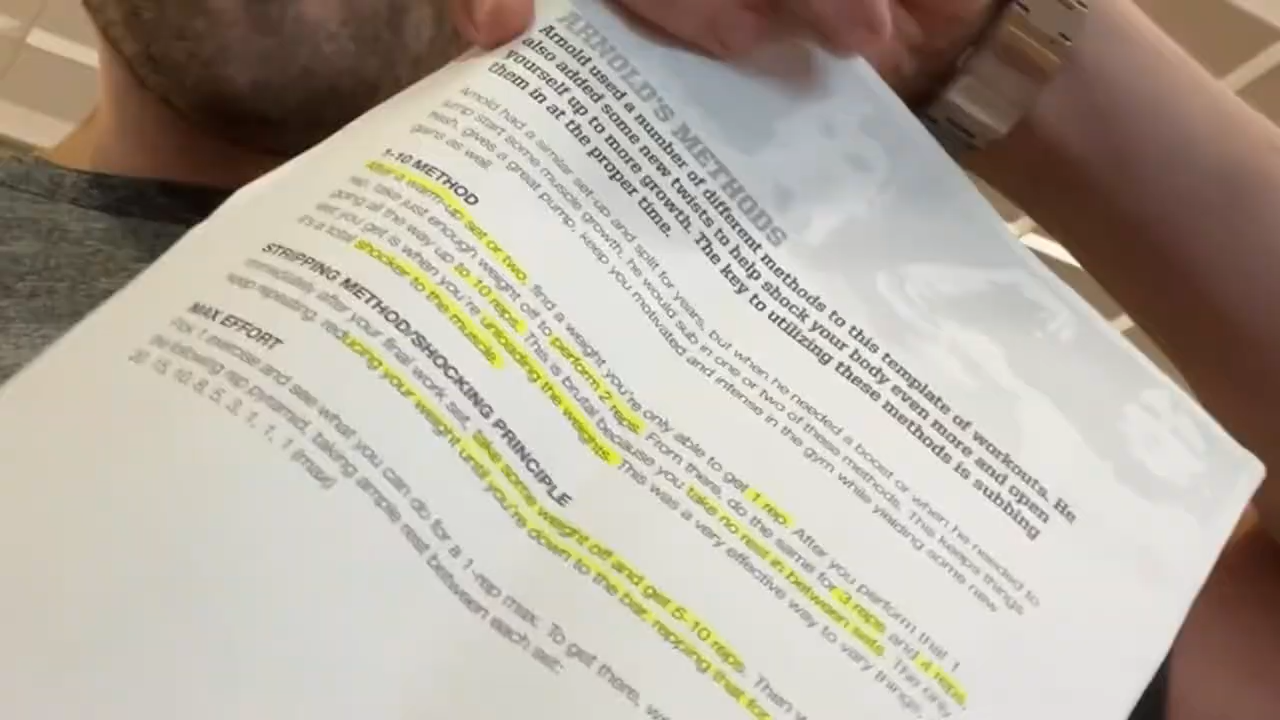 ARNOLD'S METHODS
Arnold used a number of different methods to this template of workouts. He
also added some new twists to help shock your body even more and open
yourself up to more growth. The key to utilizing these methods is subbing
them in at the proper time.
Arnold had a similar set-up and split for years, but when he needed a boost or when he needed to
jump start some muscle growth, he would sub in one or two of these methods. This keeps things
fresh, gives a great pump, keep you motivated and intense in the gym while yielding some new
gains as well.
1-10 METHOD
After a warm-up set or two, find a weight you're only able to get 1 rep. After you perform that 1
rep, take just enough weight off to perform 2 reps. From there, do the same for 3 reps and 4 reps,
going all the way up to 10 reps. This is brutal because you take no rest in between sets. The only
rest you get is when you're unloading the weights. This was a very effective way to vary things,
it's a total shocker to the muscle.
STRIPPING METHOD/SHOCKING PRINCIPLE
Immediately after your final work set, take some weight off and get 6-10 reps. Then
keep repeating, reducing your weight until you're down to the bar, repping that for
MAX EFFORT
Pick 1 exercise and see what you can do for a 1-rep max. To get there,
the following rep pyramid, taking ample rest between each set:
20, 15, 10, 8, 5, 3, 1, 1, 1 (max)